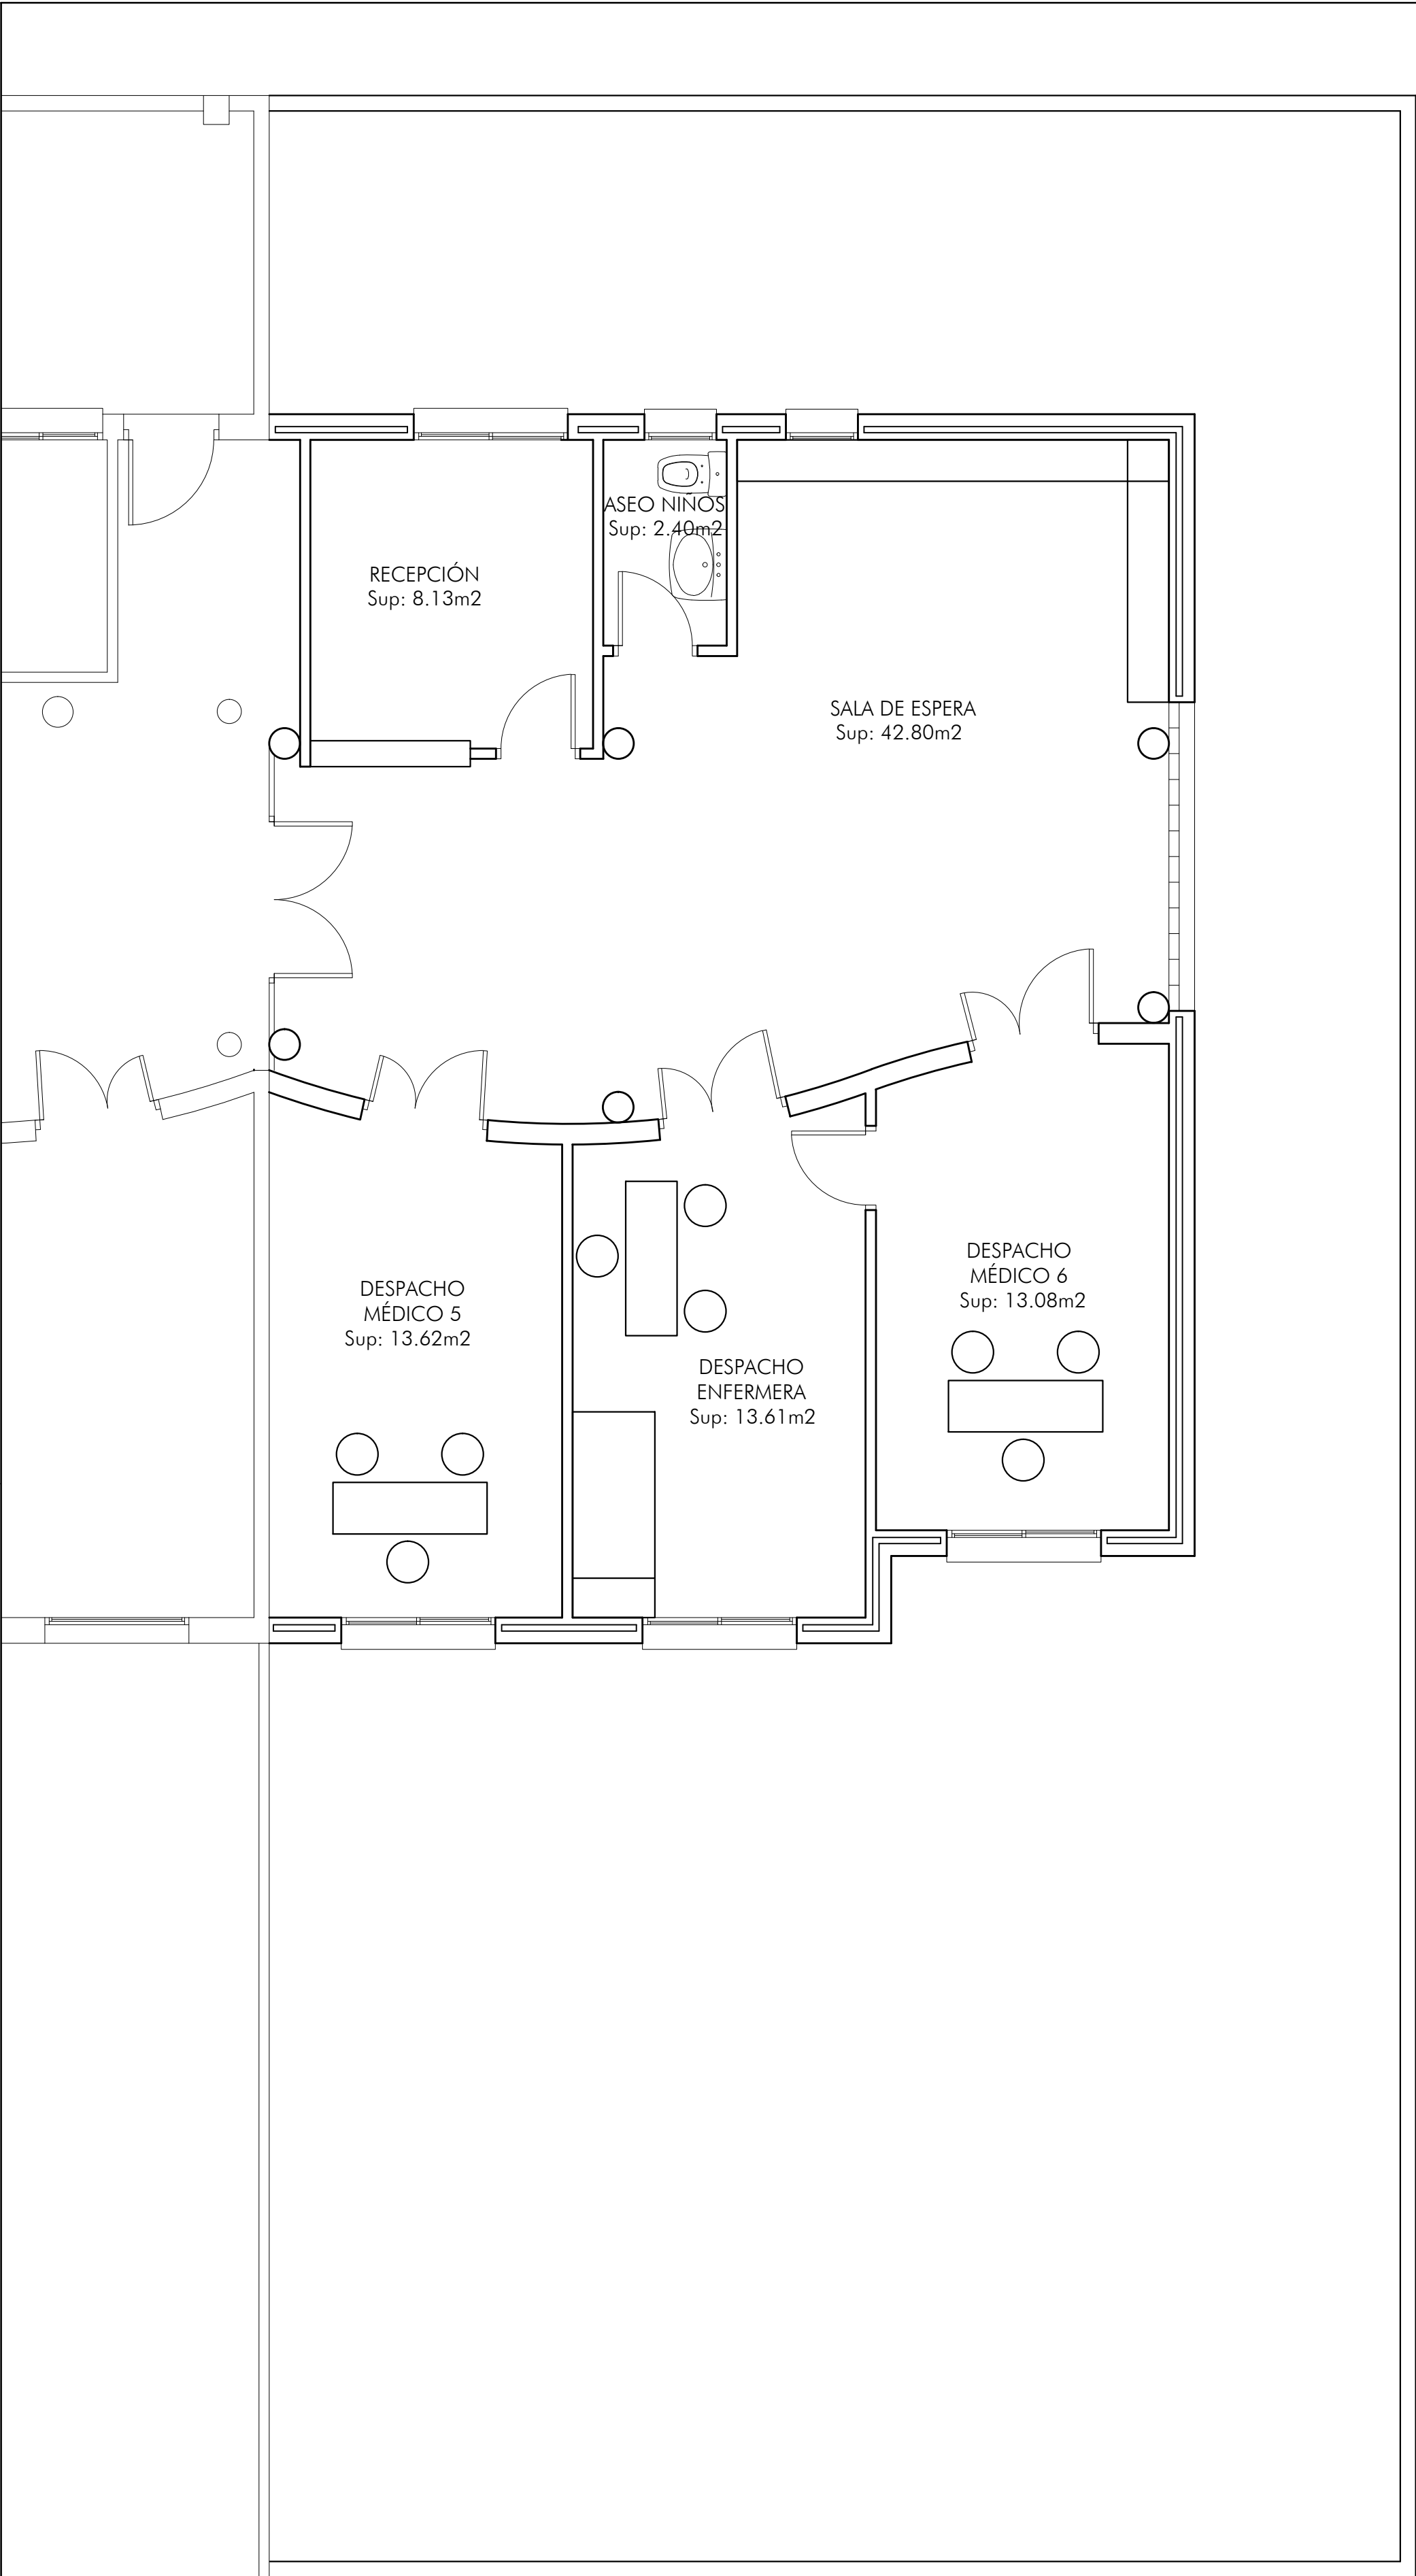 ASEO NIÑOS
Sup: 2.40m2
RECEPCIÓN
Sup: 8.13m2
SALA DE ESPERA
Sup: 42.80m2
DESPACHO
MÉDICO 5
Sup: 13.62m2
DESPACHO
ENFERMERA
Sup: 13.61m2
DESPACHO
MÉDICO 6
Sup: 13.08m2